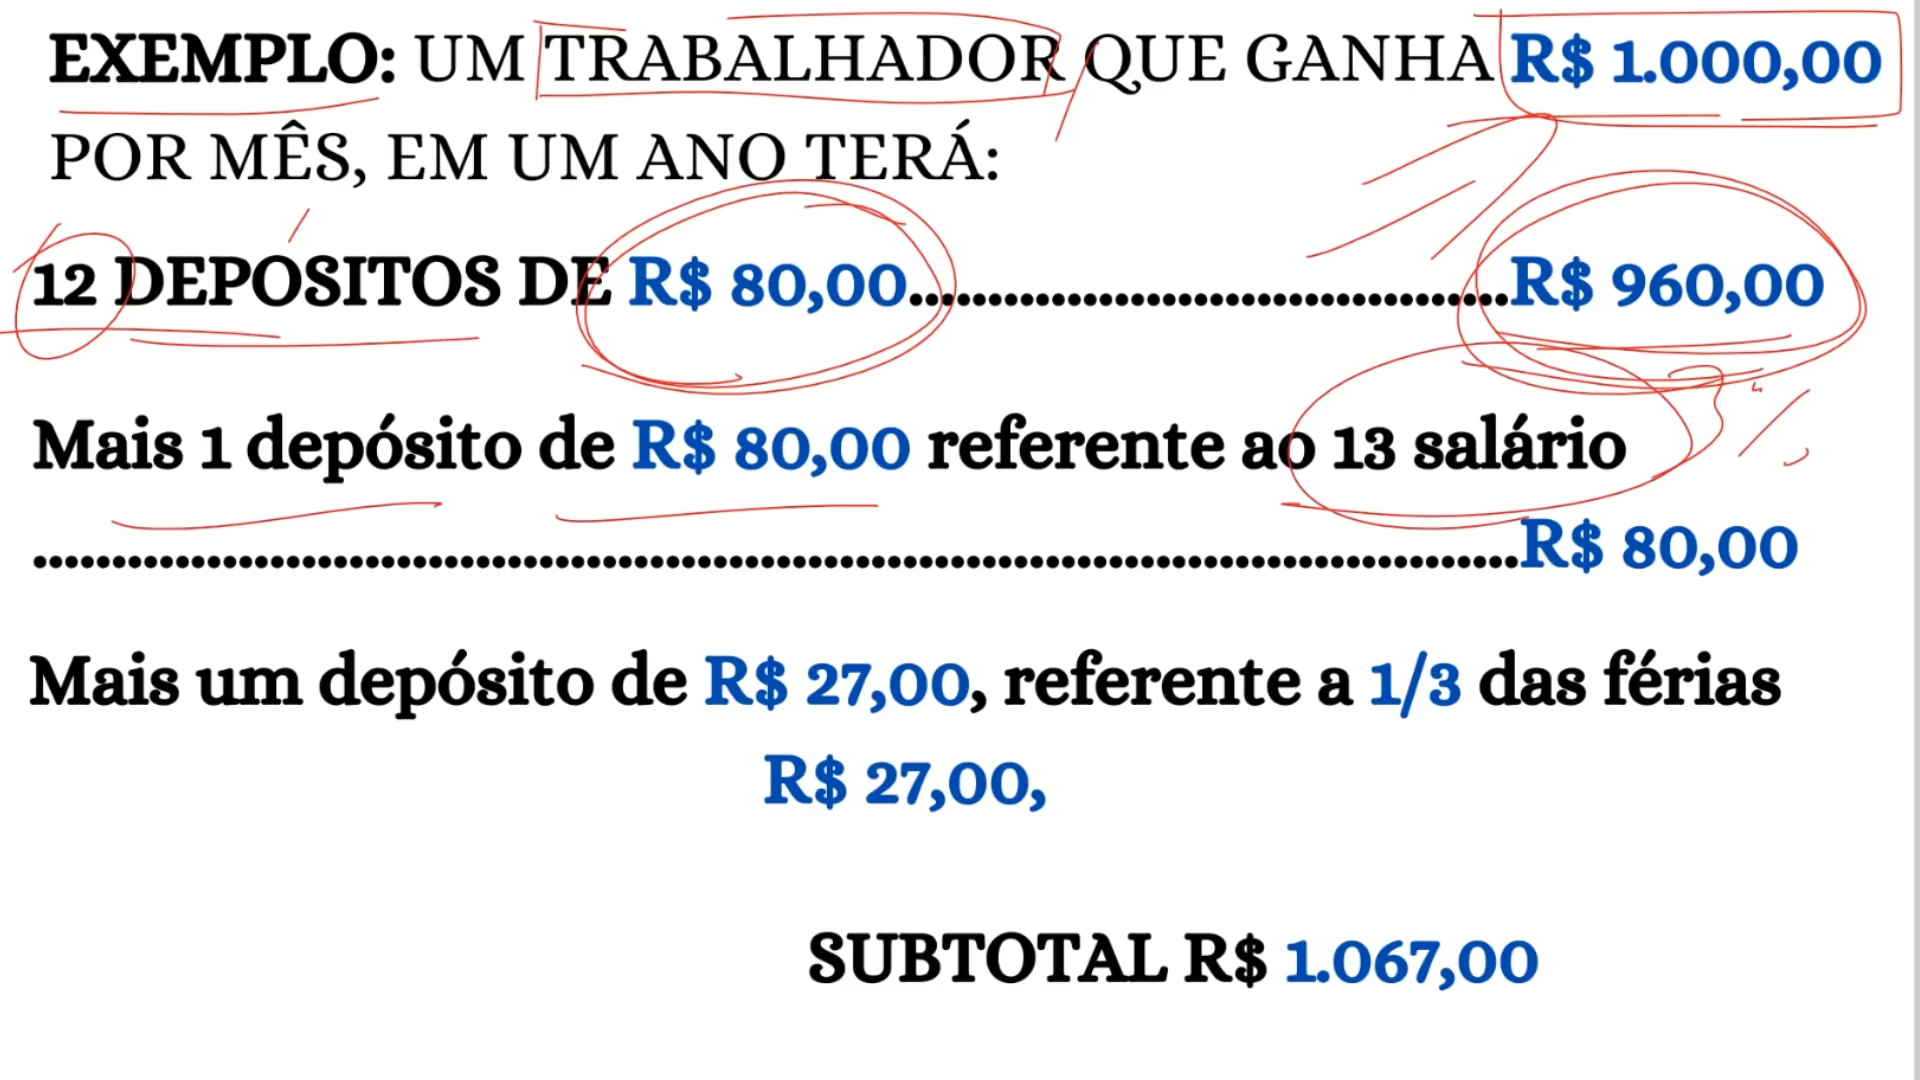 EXEMPLO: UM TRABALHADOR QUE GANHA R$ 1.000,00
POR MÊS, EM UM ANO TERÁ:
12 DEPÓSITOS DE R$ 80,00......................................R$ 960,00
Mais 1 depósito de R$ 80,00 referente ao 13 salário
..............................................................................................R$ 80,00
Mais um depósito de R$ 27,00, referente a 1/3 das férias
R$ 27,00,
SUBTOTAL R$ 1.067,00